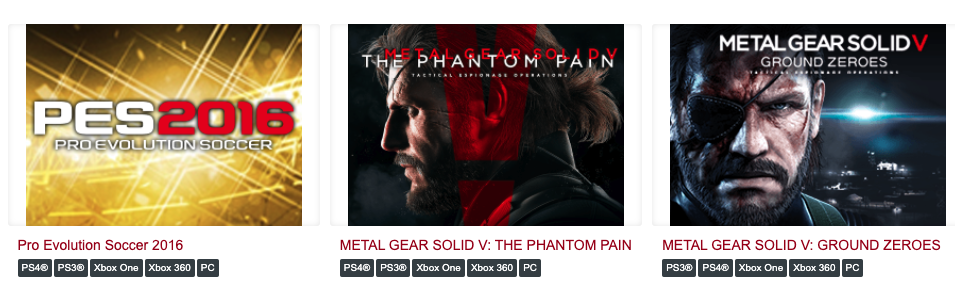 PES2016
PRO EVOLUTION SOCCER
Pro Evolution Soccer 2016
PS4® PS3® Xbox One Xbox 360 PC
METAL GEAR SOLID V
THE PHANTOM PAIN
TACTICAL ESPIONAGE OPERATIONS
METAL GEAR SOLID V: THE PHANTOM PAIN
PS4® PS3® Xbox One Xbox 360 PC
METAL GEAR SOLID V
GROUND ZEROES
TACTICAL ESPIONAGE OPERATIONS
METAL GEAR SOLID V: GROUND ZEROES
PS3® PS4® Xbox One Xbox 360 PC